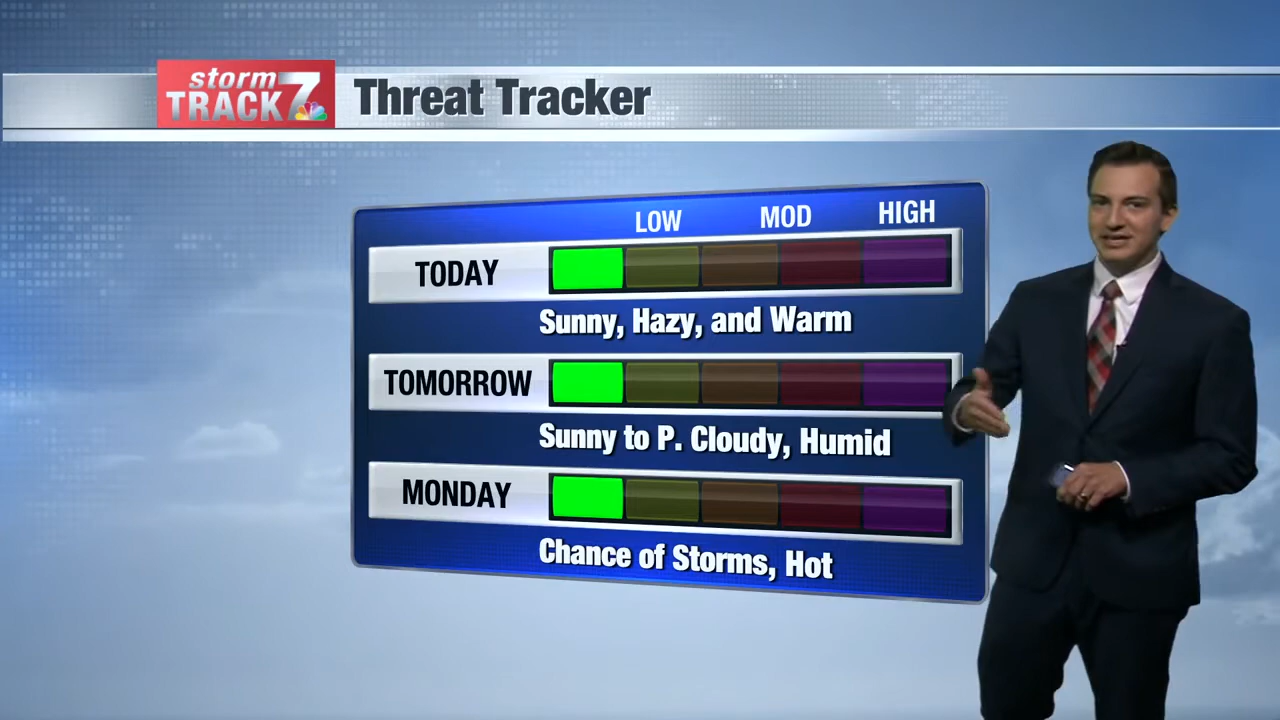 storm
TRACK 7
Threat Tracker
LOW MOD HIGH
TODAY
Sunny, Hazy, and Warm
TOMORROW
Sunny to P. Cloudy, Humid
MONDAY
Chance of Storms, Hot